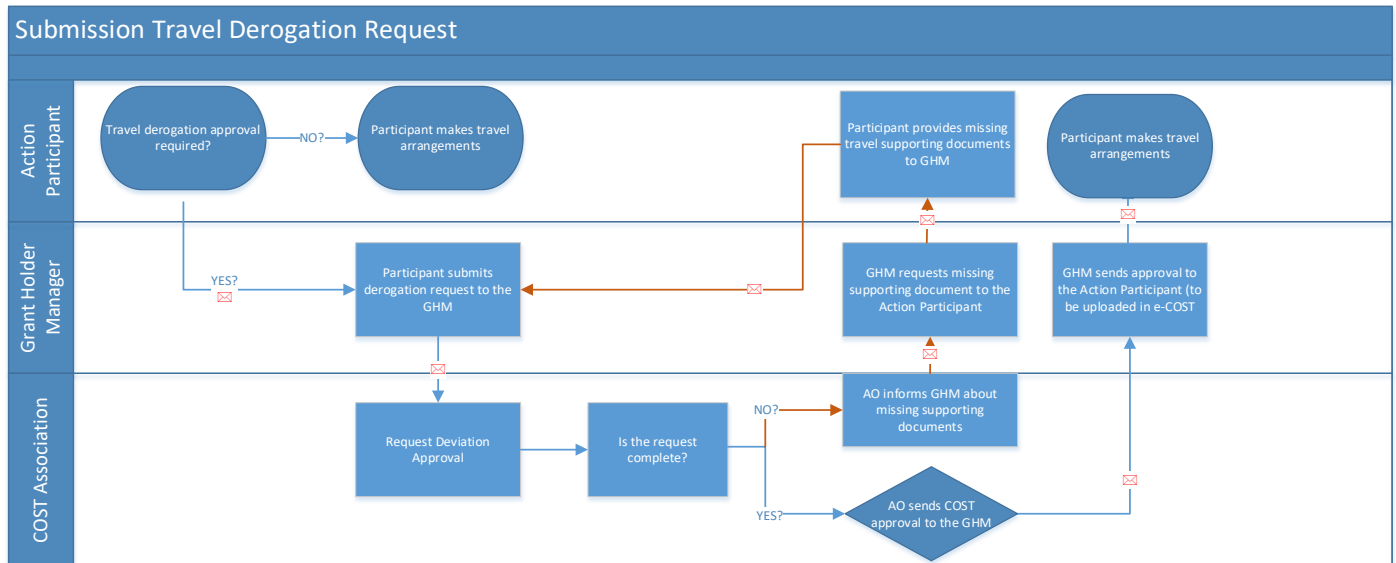 Submission Travel Derogation Request
Action
Participant
Travel derogation approval
required?
NO?
Participant makes travel
arrangements
Participant provides missing
travel supporting documents
to GHM
Participant makes travel
arrangements
Grant Holder
Manager
YES?
Participant submits
derogation request to the
GHM
GHM requests missing
supporting document to the
Action Participant
GHM sends approval to
the Action Participant (to
be uploaded in e-COST
COST Association
Request Deviation
Approval
Is the request
complete?
NO?
AO informs GHM about
missing supporting
documents
YES?
AO sends COST
approval to the GHM